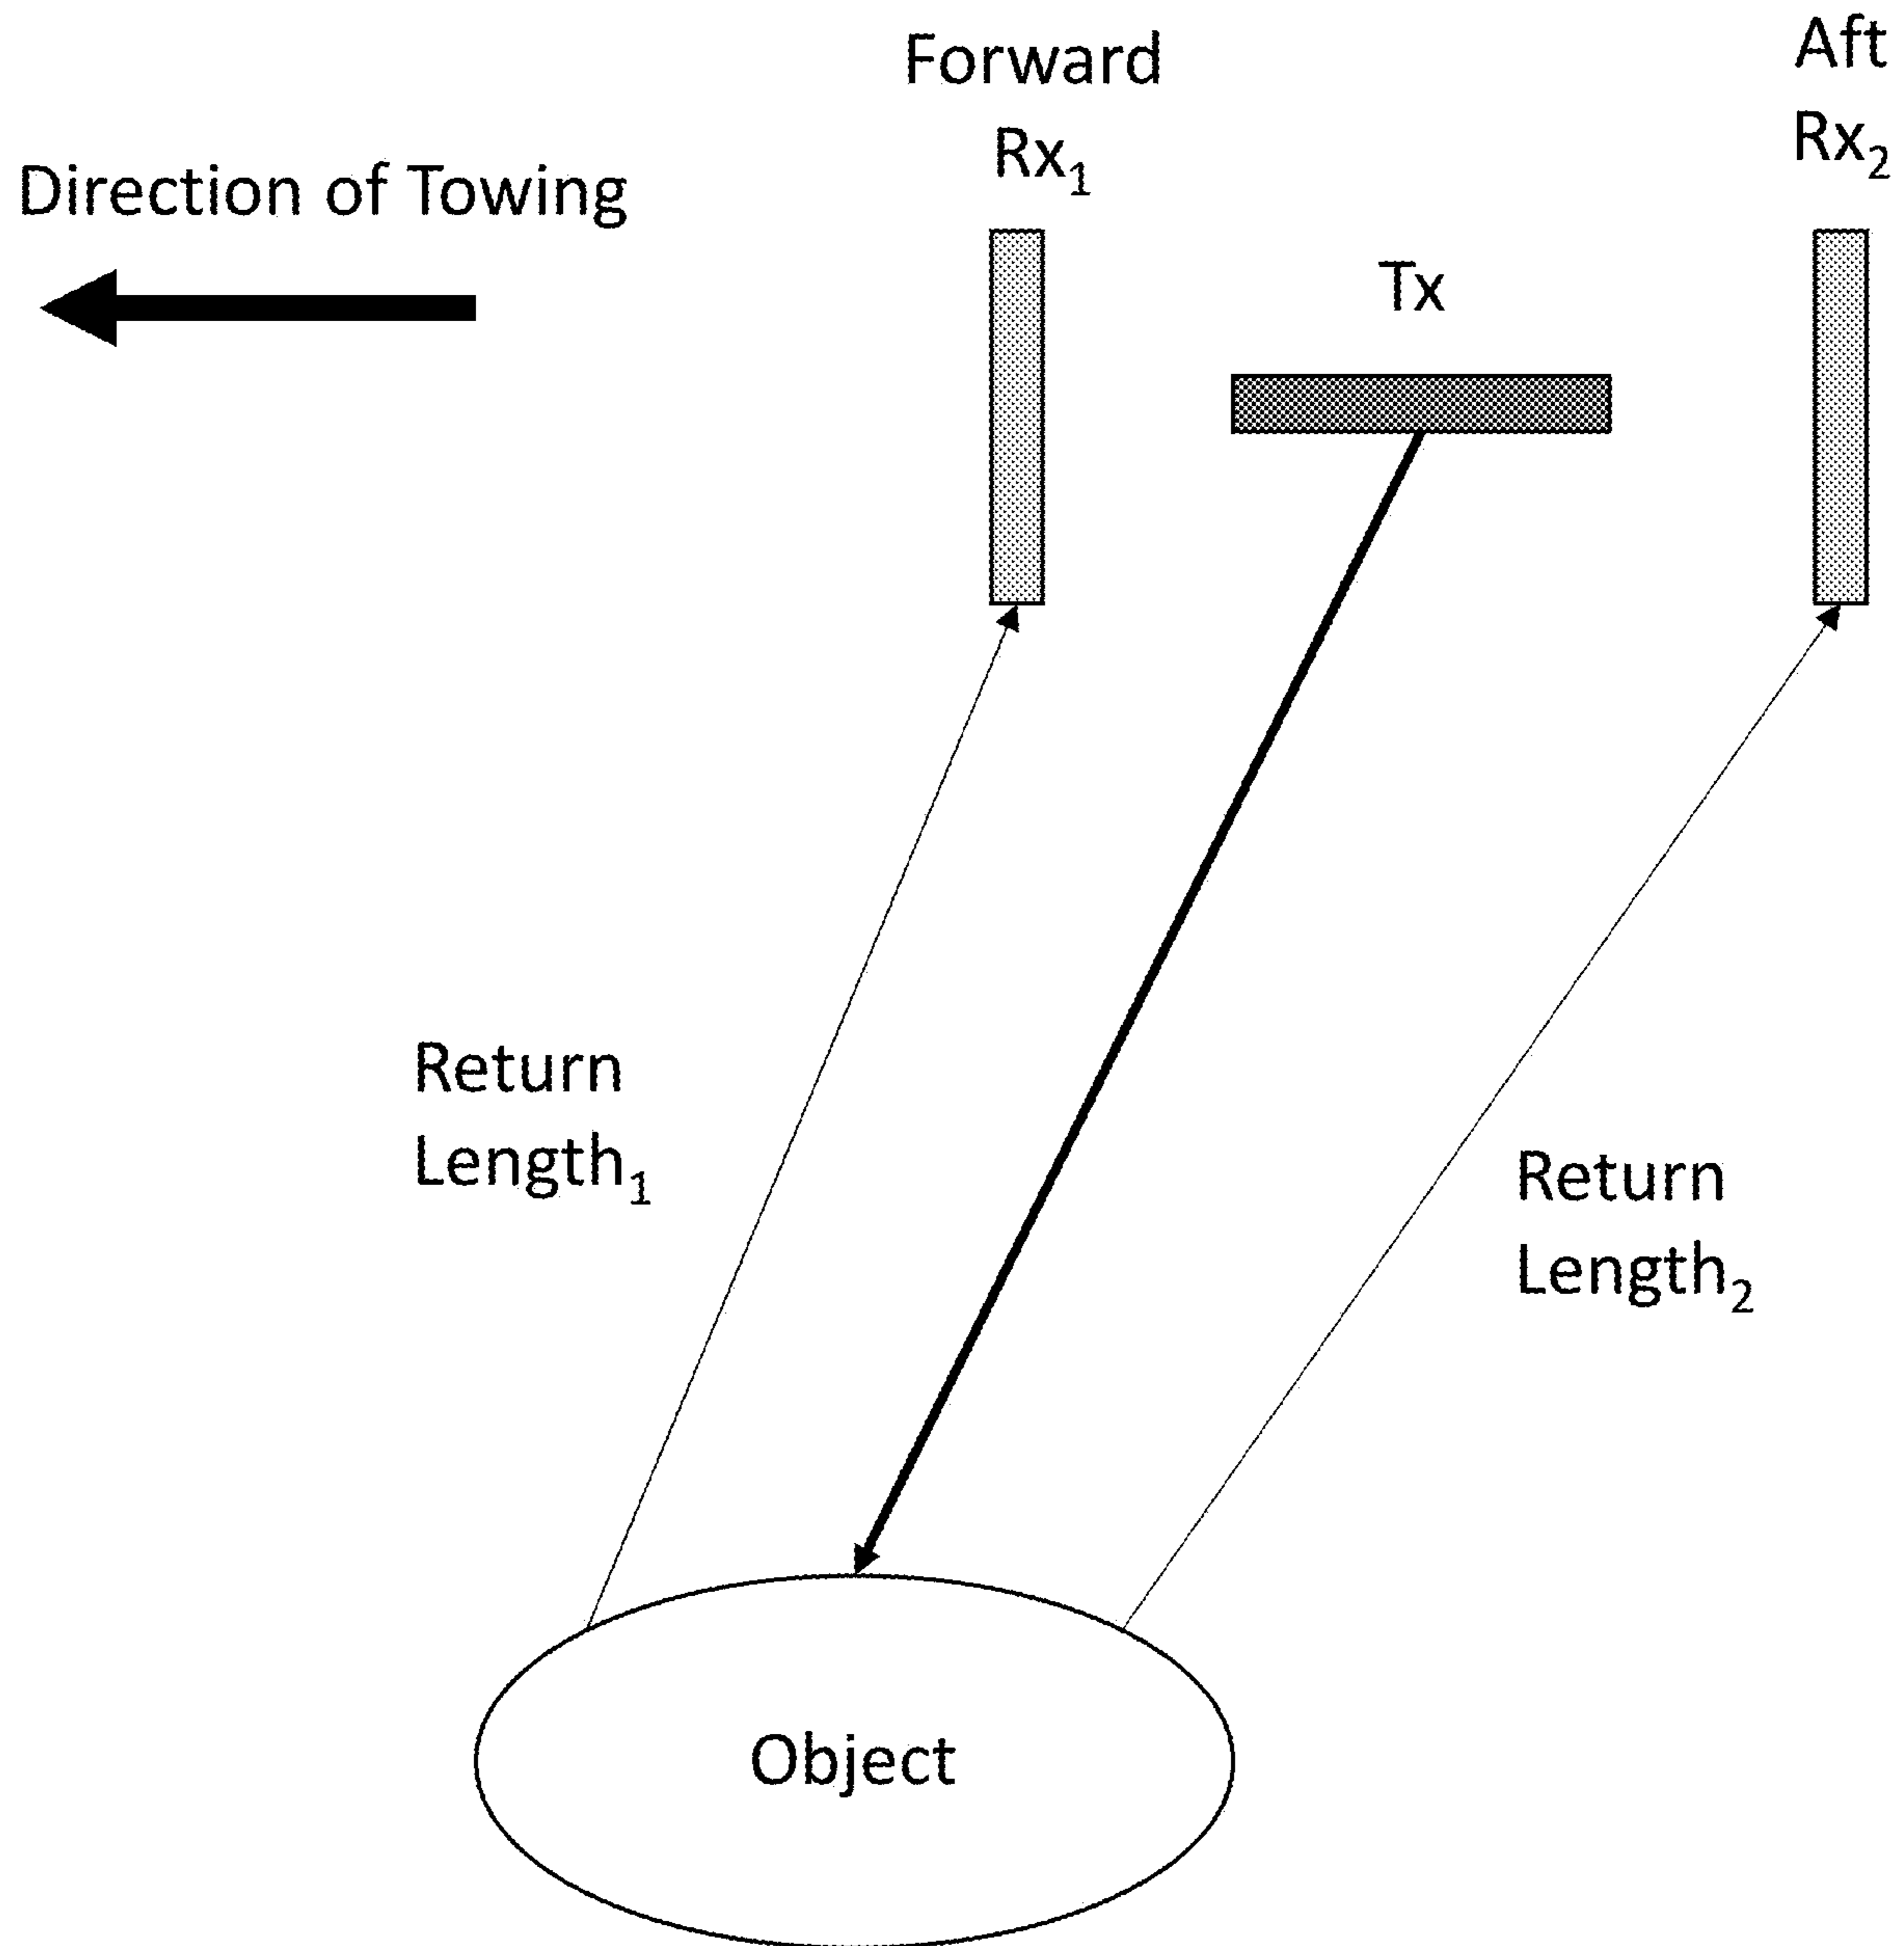 Forward
Rx₁
Aft
Rx₂
Direction of Towing
Tx
Return
Length₁
Return
Length₂
Object